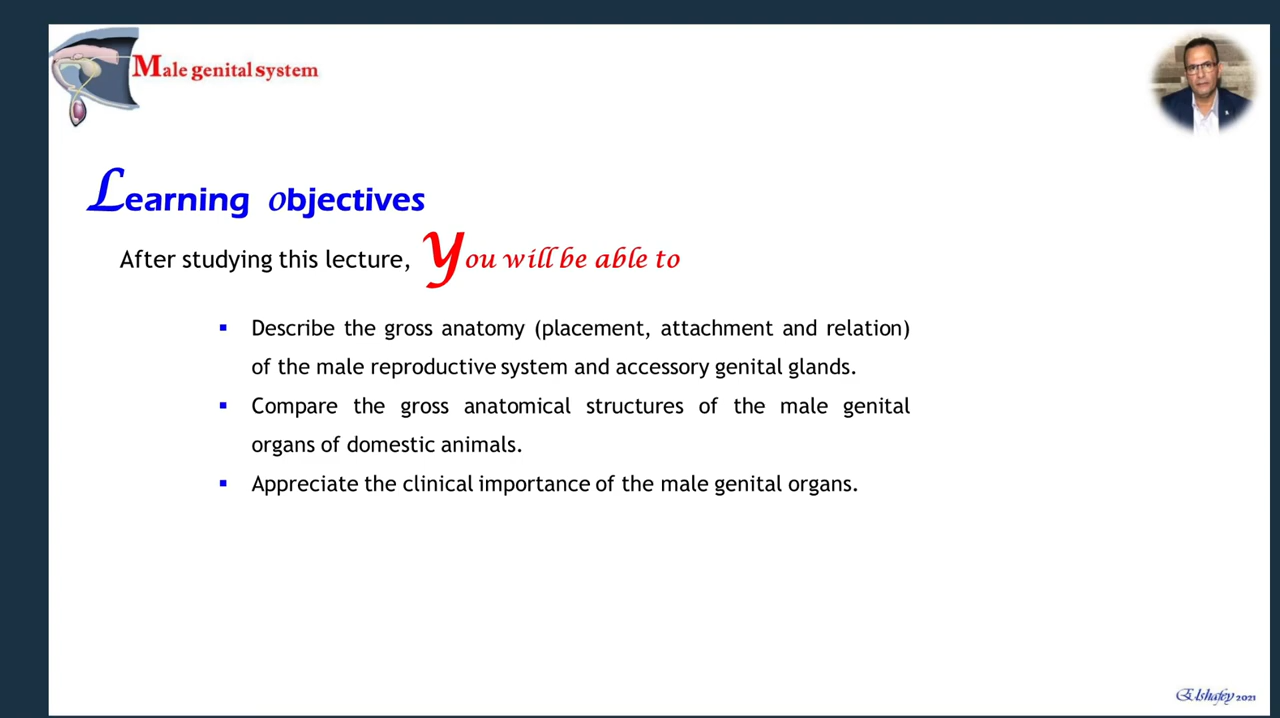 Male genital system
Learning objectives
After studying this lecture, You will be able to
▪ Describe the gross anatomy (placement, attachment and relation)
of the male reproductive system and accessory genital glands.
▪ Compare the gross anatomical structures of the male genital
organs of domestic animals.
▪ Appreciate the clinical importance of the male genital organs.
Elshafey 2021